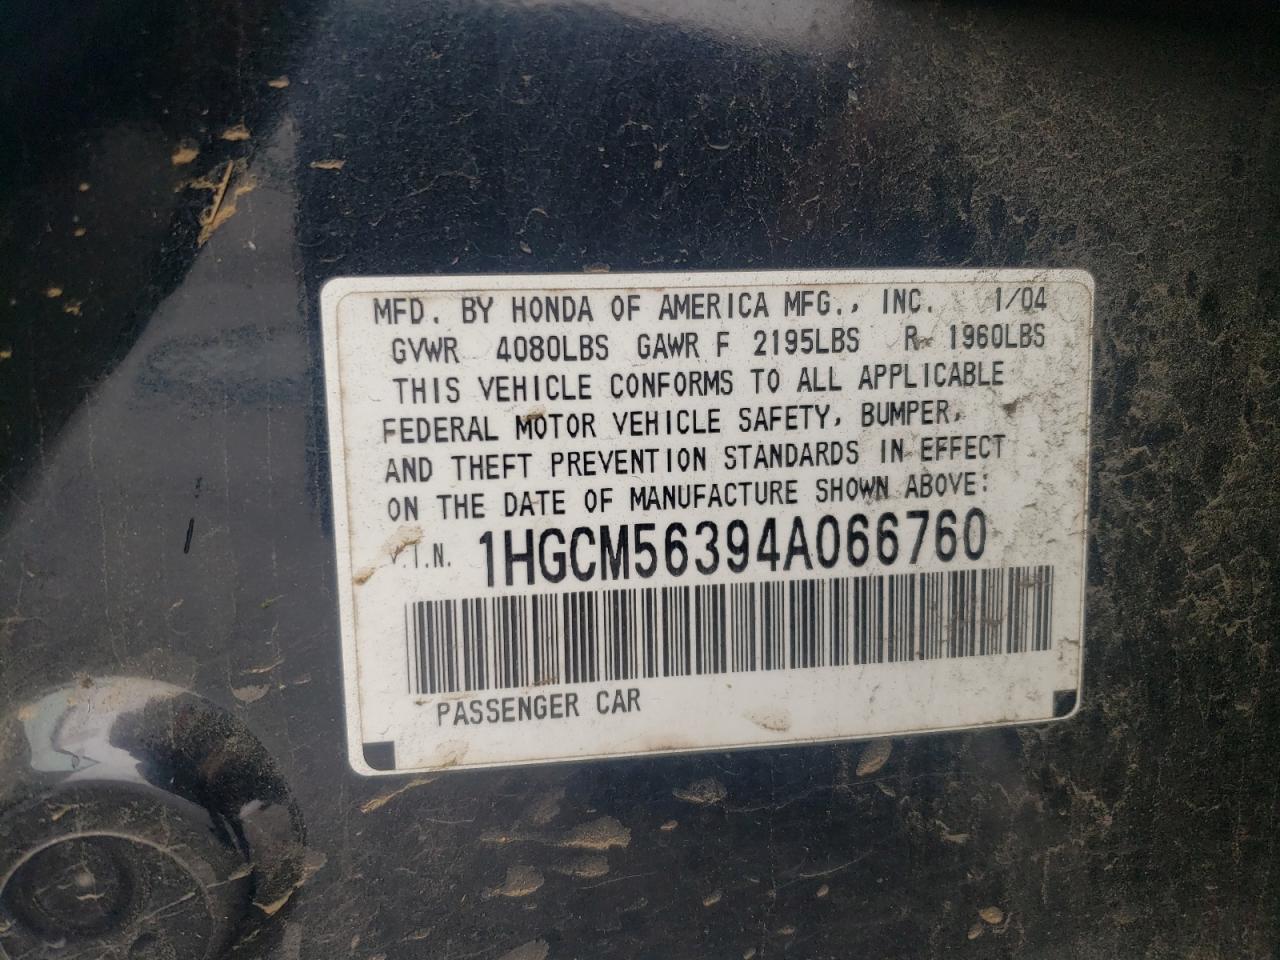 MFD. BY HONDA OF AMERICA MFG., INC. 1/04
GVWR 4080LBS GAWR F 2195LBS R 1960LBS
THIS VEHICLE CONFORMS TO ALL APPLICABLE
FEDERAL MOTOR VEHICLE SAFETY, BUMPER,
AND THEFT PREVENTION STANDARDS IN EFFECT
ON THE DATE OF MANUFACTURE SHOWN ABOVE:
V.I.N. 1HGCM56394A066760
PASSENGER CAR